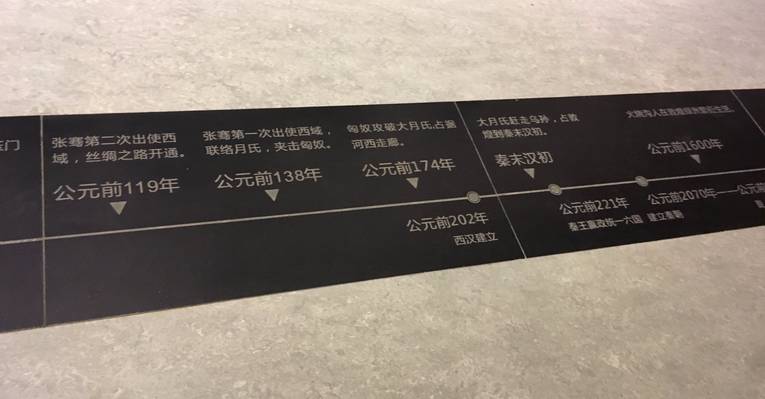 玉门
张骞第二次出使西
域，丝绸之路开通。
公元前119年
张骞第一次出使西域，
联络月氏，夹击匈奴。
公元前138年
匈奴攻破大月氏，占据
河西走廊。
公元前174年
公元前202年
西汉建立
大月氏赶走乌孙，占敦
煌到秦末汉初。
秦末汉初
公元前221年
秦王嬴政统一六国
公元前1600年
公元前2070年——公元前